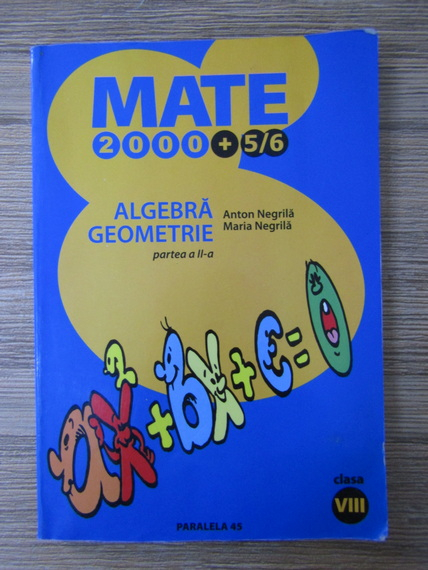 MATE
2000+5/6
ALGEBRĂ
GEOMETRIE
Anton Negrilă
Maria Negrilă
partea a II-a
ax²+bx+c=0
clasa
VIII
PARALELA 45